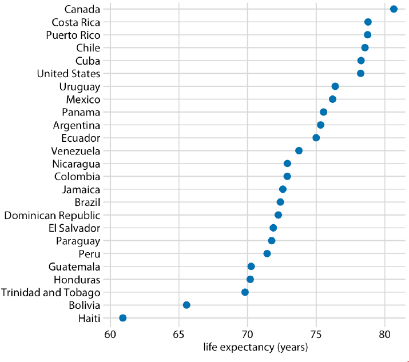 Canada
Costa Rica
Puerto Rico
Chile
Cuba
United States
Uruguay
Mexico
Panama
Argentina
Ecuador
Venezuela
Nicaragua
Colombia
Jamaica
Brazil
Dominican Republic
El Salvador
Paraguay
Peru
Guatemala
Honduras
Trinidad and Tobago
Bolivia
Haiti
60 65 70 75 80
life expectancy (years)